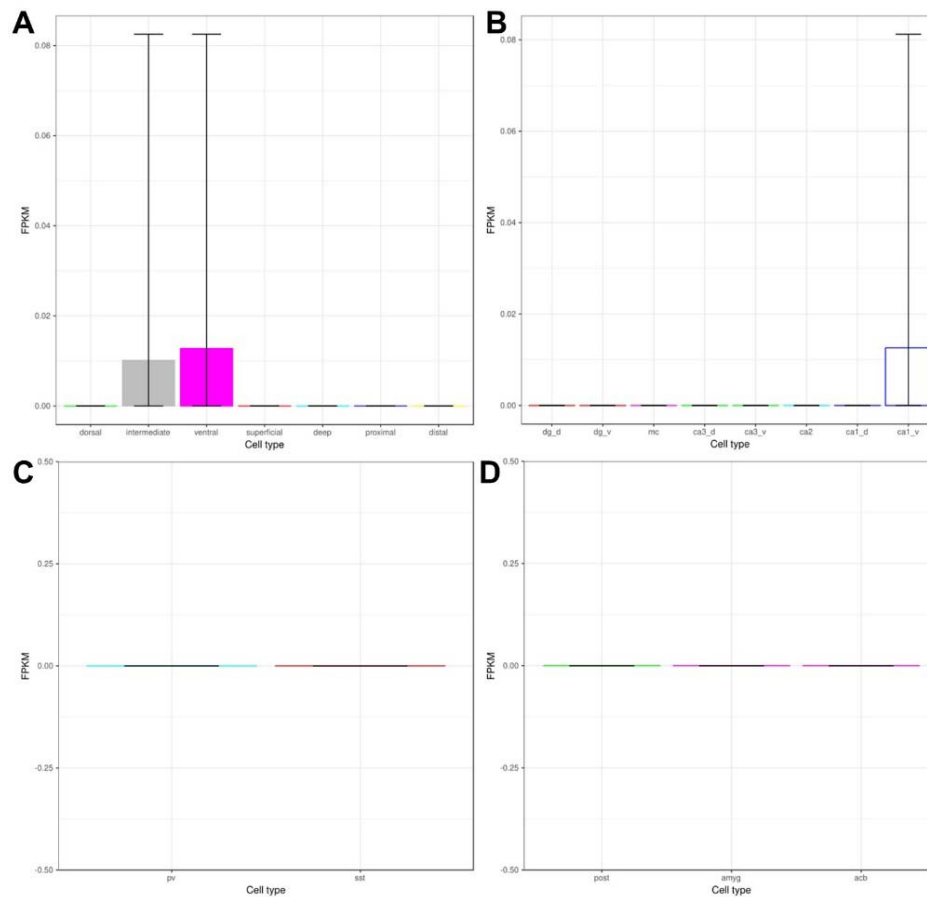 A
FPKM
0.08
0.06
0.04
0.02
0.00
dorsal intermediate ventral superficial deep proximal distal
Cell type
B
FPKM
0.08
0.06
0.04
0.02
0.00
dg_d dg_v mc ca3_d ca3_v ca2 ca1_d ca1_v
Cell type
C
FPKM
0.50
0.25
0.00
-0.25
-0.50
pv sst
Cell type
D
FPKM
0.50
0.25
0.00
-0.25
-0.50
post amyg acb
Cell type